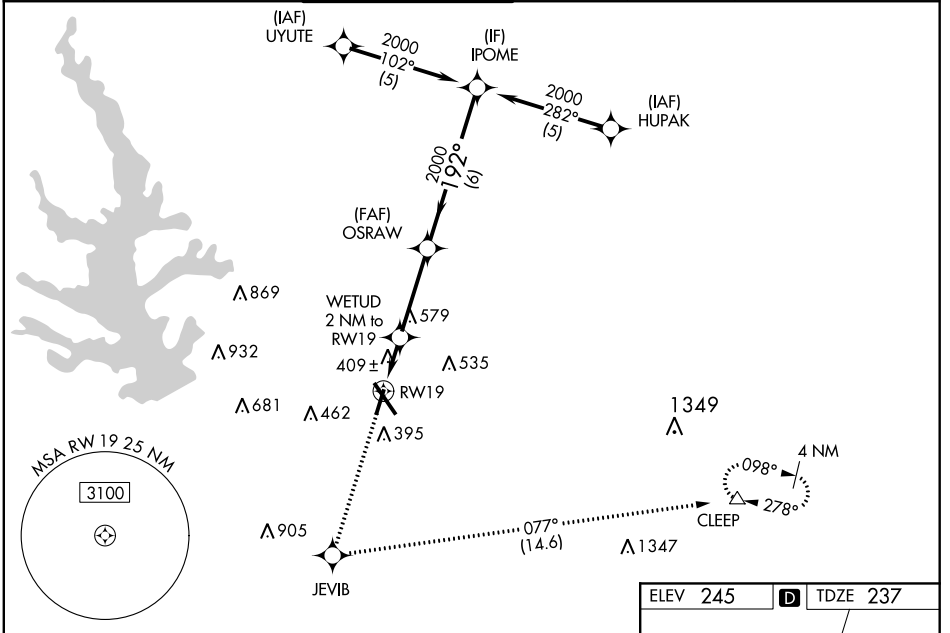 (IAF)
UYUTE
2000
102°
(5)
(IF)
IPOME
2000
282°
(5)
(IAF)
HUPAK
2000
192°
(6)
(FAF)
OSRAW
869
WETUD
2 NM to
RW19
579
932
409±
535
RW19
681
462
395
1349
MSA RW 19 25 NM
3100
4 NM
098°
278°
CLEEP
905
077°
(14.6)
1347
JEVIB
ELEV 245 D TDZE 237